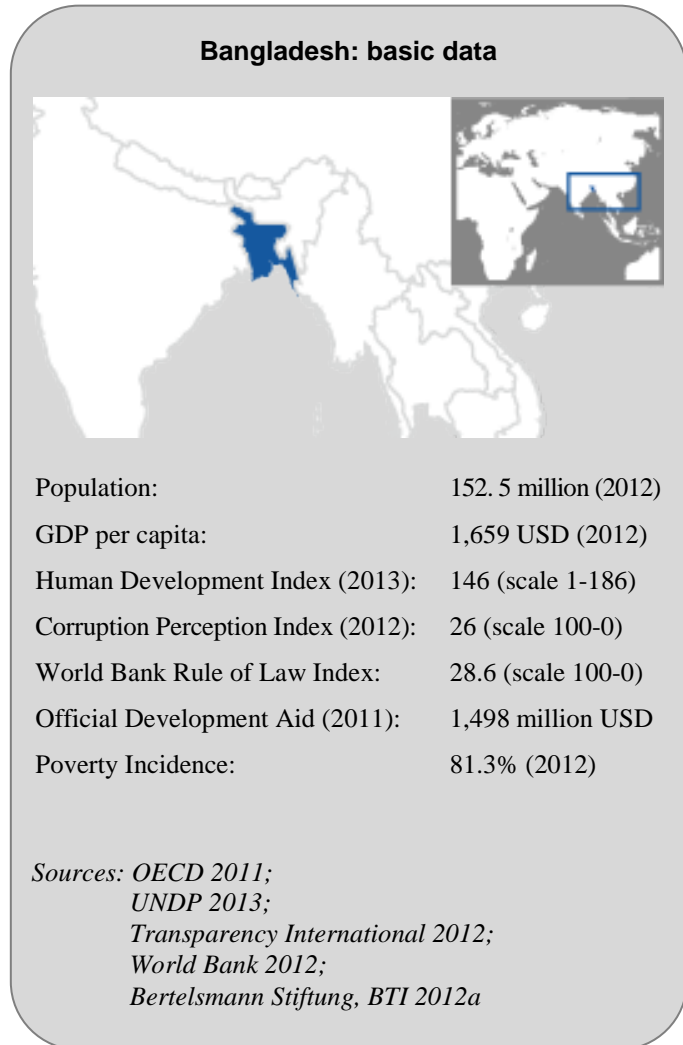 Bangladesh: basic data
Population: 152. 5 million (2012)
GDP per capita: 1,659 USD (2012)
Human Development Index (2013): 146 (scale 1-186)
Corruption Perception Index (2012): 26 (scale 100-0)
World Bank Rule of Law Index: 28.6 (scale 100-0)
Official Development Aid (2011): 1,498 million USD
Poverty Incidence: 81.3% (2012)
Sources: OECD 2011;
UNDP 2013;
Transparency International 2012;
World Bank 2012;
Bertelsmann Stiftung, BTI 2012a